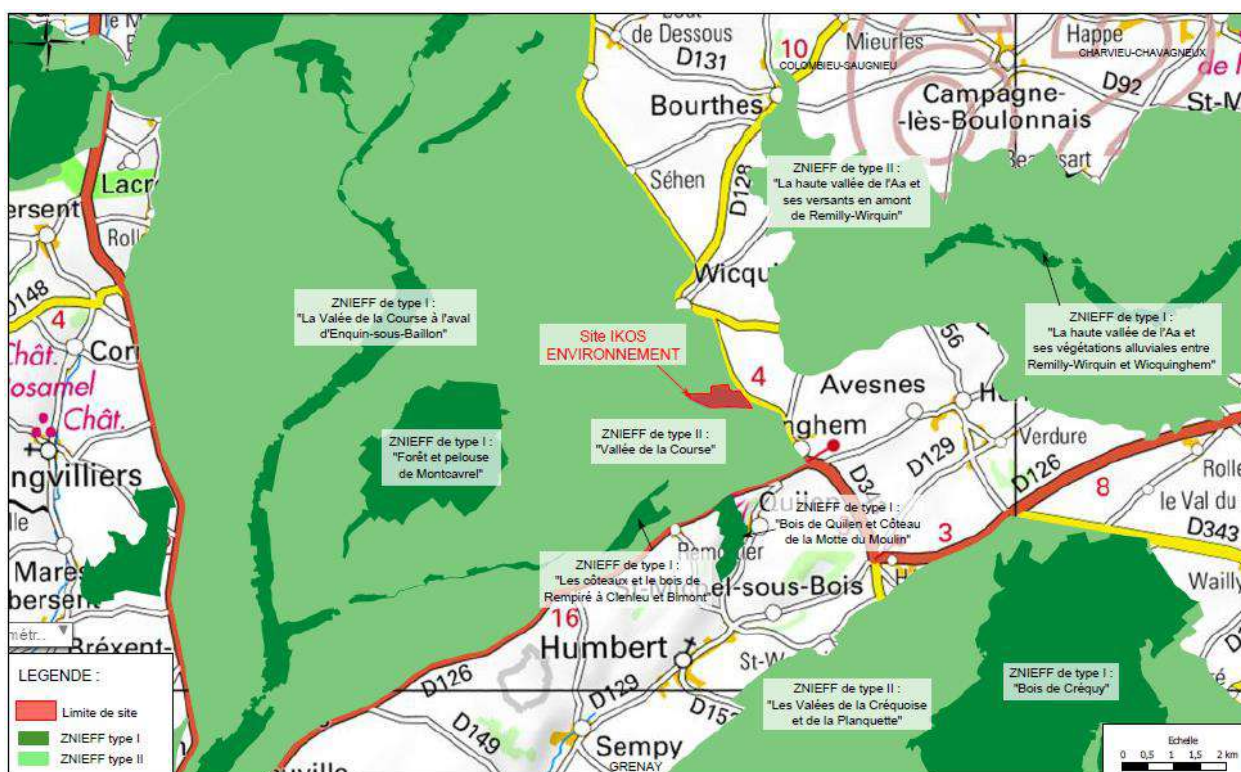 de Dessous
D131
10
Mieurles
COLOMBIEU-SAUGNIEU
Happe
CHARVIEU-CHAVAGNEUX
D92
Bourthes
Campagne-
-lès-Boulonnais
St-M
Séhen
D128
ZNIEFF de type II :
"La haute vallée de l'Aa et
ses versants en amont
de Remilly-Wirquin"
Lacr
ersent
Roll
D148
4
Corr
Chât.
osamel
Chât.
ngvilliers
ZNIEFF de type I :
"La Valée de la Course à l'aval
d'Enquin-sous-Baillon"
Wicqui
Site IKOS
ENVIRONNEMENT
4
ZNIEFF de type I :
"La haute vallée de l'Aa et
ses végétations alluviales entre
Remilly-Wirquin et Wicquinghem"
56
Avesnes
nghem
Verdure
D129
D126
8
Rolle
le Val du
D343
3
ZNIEFF de type I :
"Forêt et pelouse
de Montcavrel"
ZNIEFF de type II :
"Vallée de la Course"
Quilen
D34
ZNIEFF de type I :
"Bois de Quilen et Côteau
de la Motte du Moulin"
ZNIEFF de type I :
"Les côteaux et le bois de
Rempiré à Clenleu et Bimont"
hel-sous-Bois
Wailly
Mares
bersent
métr..
Bréxent-
16
Humbert
St-W
D126
D129
D149
Sempy
GRENAY
ZNIEFF de type I :
"Bois de Créquy"
ZNIEFF de type II :
"Les Valées de la Créquoise
et de la Planquette"
LEGENDE :
Limite de site
ZNIEFF type I
ZNIEFF type II
Echelle
0 0,5 1 1,5 2 km